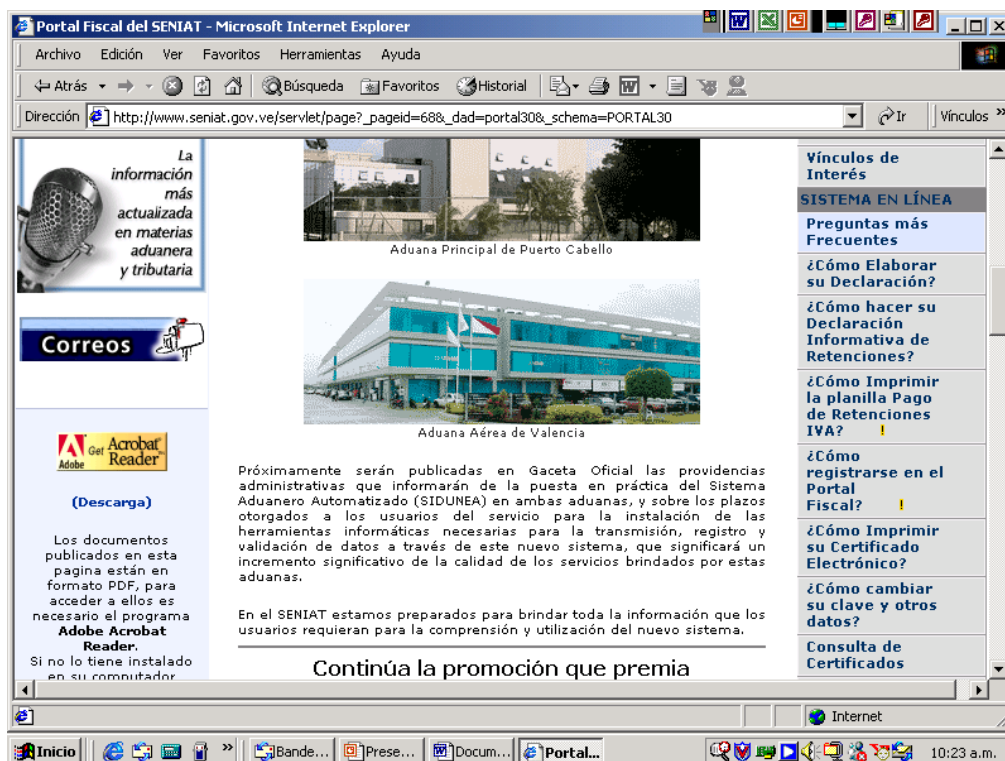 Portal Fiscal del SENIAT - Microsoft Internet Explorer
Archivo Edición Ver Favoritos Herramientas Ayuda
Atrás Búsqueda Favoritos Historial
Dirección http://www.seniat.gov.ve/servlet/page?_pageid=68&_dad=portal30&_schema=PORTAL30 Ir Vínculos »
La
información
más
actualizada
en materias
aduanera
y tributaria
Correos
Get Acrobat
Adobe Reader
(Descarga)
Los documentos
publicados en esta
pagina están en
formato PDF, para
acceder a ellos es
necesario el programa
Adobe Acrobat
Reader.
Si no lo tiene instalado
en su computador
Aduana Principal de Puerto Cabello
Aduana Aérea de Valencia
Próximamente serán publicadas en Gaceta Oficial las providencias
administrativas que informarán de la puesta en práctica del Sistema
Aduanero Automatizado (SIDUNEA) en ambas aduanas, y sobre los plazos
otorgados a los usuarios del servicio para la instalación de las
herramientas informáticas necesarias para la transmisión, registro y
validación de datos a través de este nuevo sistema, que significará un
incremento significativo de la calidad de los servicios brindados por estas
aduanas.
En el SENIAT estamos preparados para brindar toda la información que los
usuarios requieran para la comprensión y utilización del nuevo sistema.
Continúa la promoción que premia
Vínculos de
Interés
SISTEMA EN LÍNEA
Preguntas más
Frecuentes
¿Cómo Elaborar
su Declaración?
¿Cómo hacer su
Declaración
Informativa de
Retenciones?
¿Cómo Imprimir
la planilla Pago
de Retenciones
IVA? !
¿Cómo
registrarse en el
Portal
Fiscal? !
¿Cómo Imprimir
su Certificado
Electrónico?
¿Cómo cambiar
su clave y otros
datos?
Consulta de
Certificados
Internet
Inicio » Bande... Prese... Docum... Portal... 10:23 a.m.